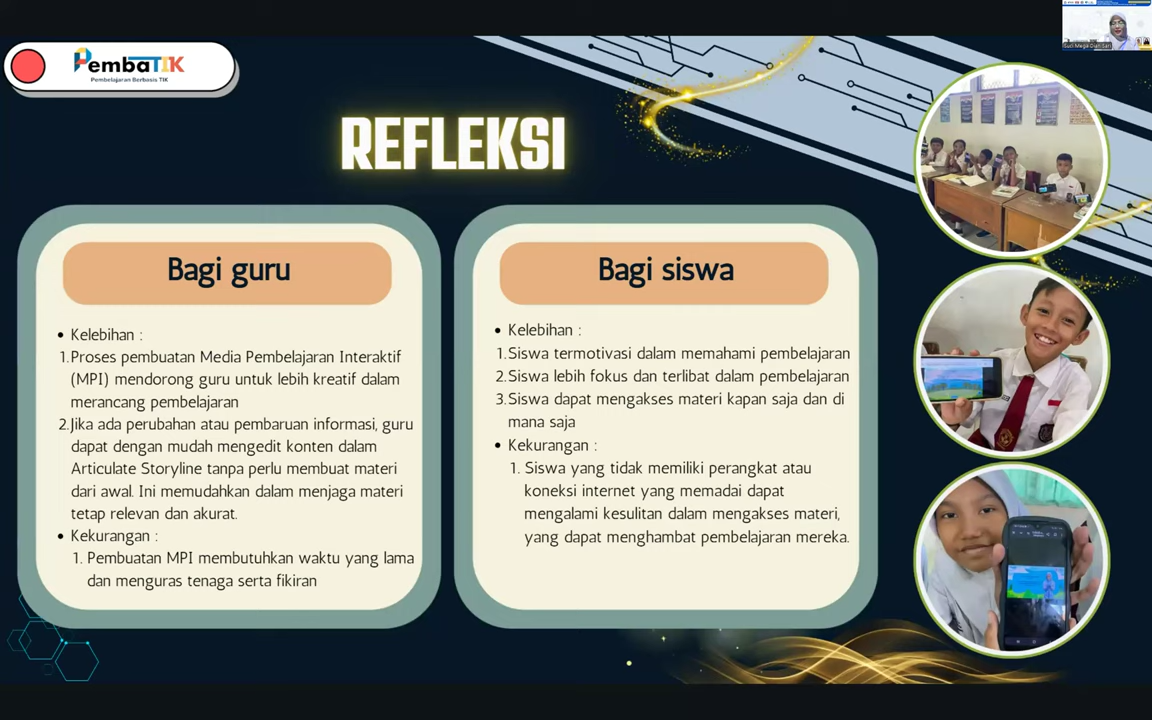 PembaTIK
Pembelajaran Berbasis TIK
REFLEKSI
Bagi guru
• Kelebihan :
1.Proses pembuatan Media Pembelajaran Interaktif
(MPI) mendorong guru untuk lebih kreatif dalam
merancang pembelajaran
2.Jika ada perubahan atau pembaruan informasi, guru
dapat dengan mudah mengedit konten dalam
Articulate Storyline tanpa perlu membuat materi
dari awal. Ini memudahkan dalam menjaga materi
tetap relevan dan akurat.
• Kekurangan :
1. Pembuatan MPI membutuhkan waktu yang lama
dan menguras tenaga serta fikiran
Bagi siswa
• Kelebihan :
1.Siswa termotivasi dalam memahami pembelajaran
2.Siswa lebih fokus dan terlibat dalam pembelajaran
3.Siswa dapat mengakses materi kapan saja dan di
mana saja
• Kekurangan :
1. Siswa yang tidak memiliki perangkat atau
koneksi internet yang memadai dapat
mengalami kesulitan dalam mengakses materi,
yang dapat menghambat pembelajaran mereka.
Suci Mega Dian Sari